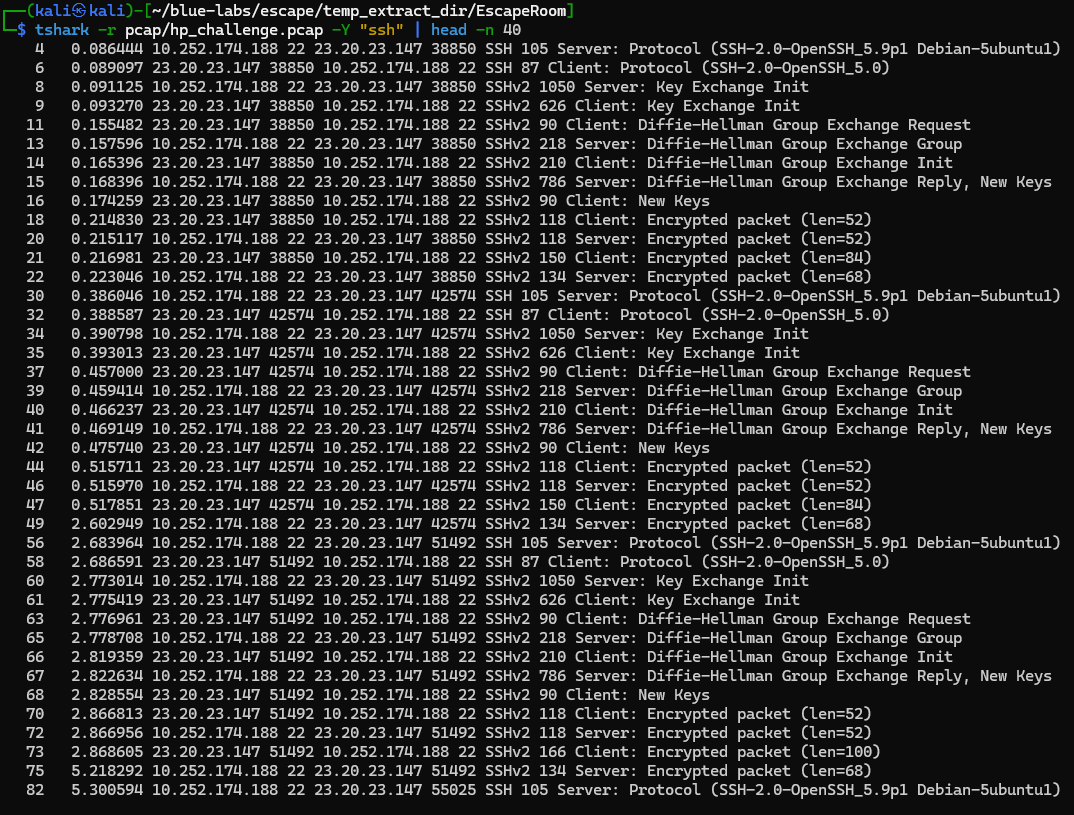 ┌──(kali㉿kali)-[~/blue-labs/escape/temp_extract_dir/EscapeRoom]
└─$ tshark -r pcap/hp_challenge.pcap -Y "ssh" | head -n 40
4 0.086444 10.252.174.188 22 23.20.23.147 38850 SSH 105 Server: Protocol (SSH-2.0-OpenSSH_5.9p1 Debian-5ubuntu1)
6 0.089097 23.20.23.147 38850 10.252.174.188 22 SSH 87 Client: Protocol (SSH-2.0-OpenSSH_5.0)
8 0.091125 10.252.174.188 22 23.20.23.147 38850 SSHv2 1050 Server: Key Exchange Init
9 0.093270 23.20.23.147 38850 10.252.174.188 22 SSHv2 626 Client: Key Exchange Init
11 0.155482 23.20.23.147 38850 10.252.174.188 22 SSHv2 90 Client: Diffie-Hellman Group Exchange Request
13 0.157596 10.252.174.188 22 23.20.23.147 38850 SSHv2 218 Server: Diffie-Hellman Group Exchange Group
14 0.165396 23.20.23.147 38850 10.252.174.188 22 SSHv2 210 Client: Diffie-Hellman Group Exchange Init
15 0.168396 10.252.174.188 22 23.20.23.147 38850 SSHv2 786 Server: Diffie-Hellman Group Exchange Reply, New Keys
16 0.174259 23.20.23.147 38850 10.252.174.188 22 SSHv2 90 Client: New Keys
18 0.214830 23.20.23.147 38850 10.252.174.188 22 SSHv2 118 Client: Encrypted packet (len=52)
20 0.215117 10.252.174.188 22 23.20.23.147 38850 SSHv2 118 Server: Encrypted packet (len=52)
21 0.216981 23.20.23.147 38850 10.252.174.188 22 SSHv2 150 Client: Encrypted packet (len=84)
22 0.223046 10.252.174.188 22 23.20.23.147 38850 SSHv2 134 Server: Encrypted packet (len=68)
30 0.386046 10.252.174.188 22 23.20.23.147 42574 SSH 105 Server: Protocol (SSH-2.0-OpenSSH_5.9p1 Debian-5ubuntu1)
32 0.388587 23.20.23.147 42574 10.252.174.188 22 SSH 87 Client: Protocol (SSH-2.0-OpenSSH_5.0)
34 0.390798 10.252.174.188 22 23.20.23.147 42574 SSHv2 1050 Server: Key Exchange Init
35 0.393013 23.20.23.147 42574 10.252.174.188 22 SSHv2 626 Client: Key Exchange Init
37 0.457000 23.20.23.147 42574 10.252.174.188 22 SSHv2 90 Client: Diffie-Hellman Group Exchange Request
39 0.459414 10.252.174.188 22 23.20.23.147 42574 SSHv2 218 Server: Diffie-Hellman Group Exchange Group
40 0.466237 23.20.23.147 42574 10.252.174.188 22 SSHv2 210 Client: Diffie-Hellman Group Exchange Init
41 0.469149 10.252.174.188 22 23.20.23.147 42574 SSHv2 786 Server: Diffie-Hellman Group Exchange Reply, New Keys
42 0.475740 23.20.23.147 42574 10.252.174.188 22 SSHv2 90 Client: New Keys
44 0.515711 23.20.23.147 42574 10.252.174.188 22 SSHv2 118 Client: Encrypted packet (len=52)
46 0.515970 10.252.174.188 22 23.20.23.147 42574 SSHv2 118 Server: Encrypted packet (len=52)
47 0.517851 23.20.23.147 42574 10.252.174.188 22 SSHv2 150 Client: Encrypted packet (len=84)
49 2.602949 10.252.174.188 22 23.20.23.147 42574 SSHv2 134 Server: Encrypted packet (len=68)
56 2.683964 10.252.174.188 22 23.20.23.147 51492 SSH 105 Server: Protocol (SSH-2.0-OpenSSH_5.9p1 Debian-5ubuntu1)
58 2.686591 23.20.23.147 51492 10.252.174.188 22 SSH 87 Client: Protocol (SSH-2.0-OpenSSH_5.0)
60 2.773014 10.252.174.188 22 23.20.23.147 51492 SSHv2 1050 Server: Key Exchange Init
61 2.775419 23.20.23.147 51492 10.252.174.188 22 SSHv2 626 Client: Key Exchange Init
63 2.776961 23.20.23.147 51492 10.252.174.188 22 SSHv2 90 Client: Diffie-Hellman Group Exchange Request
65 2.778708 10.252.174.188 22 23.20.23.147 51492 SSHv2 218 Server: Diffie-Hellman Group Exchange Group
66 2.819359 23.20.23.147 51492 10.252.174.188 22 SSHv2 210 Client: Diffie-Hellman Group Exchange Init
67 2.822634 10.252.174.188 22 23.20.23.147 51492 SSHv2 786 Server: Diffie-Hellman Group Exchange Reply, New Keys
68 2.828554 23.20.23.147 51492 10.252.174.188 22 SSHv2 90 Client: New Keys
70 2.866813 23.20.23.147 51492 10.252.174.188 22 SSHv2 118 Client: Encrypted packet (len=52)
72 2.866956 10.252.174.188 22 23.20.23.147 51492 SSHv2 118 Server: Encrypted packet (len=52)
73 2.868605 23.20.23.147 51492 10.252.174.188 22 SSHv2 166 Client: Encrypted packet (len=100)
75 5.218292 10.252.174.188 22 23.20.23.147 51492 SSHv2 134 Server: Encrypted packet (len=68)
82 5.300594 10.252.174.188 22 23.20.23.147 55025 SSH 105 Server: Protocol (SSH-2.0-OpenSSH_5.9p1 Debian-5ubuntu1)